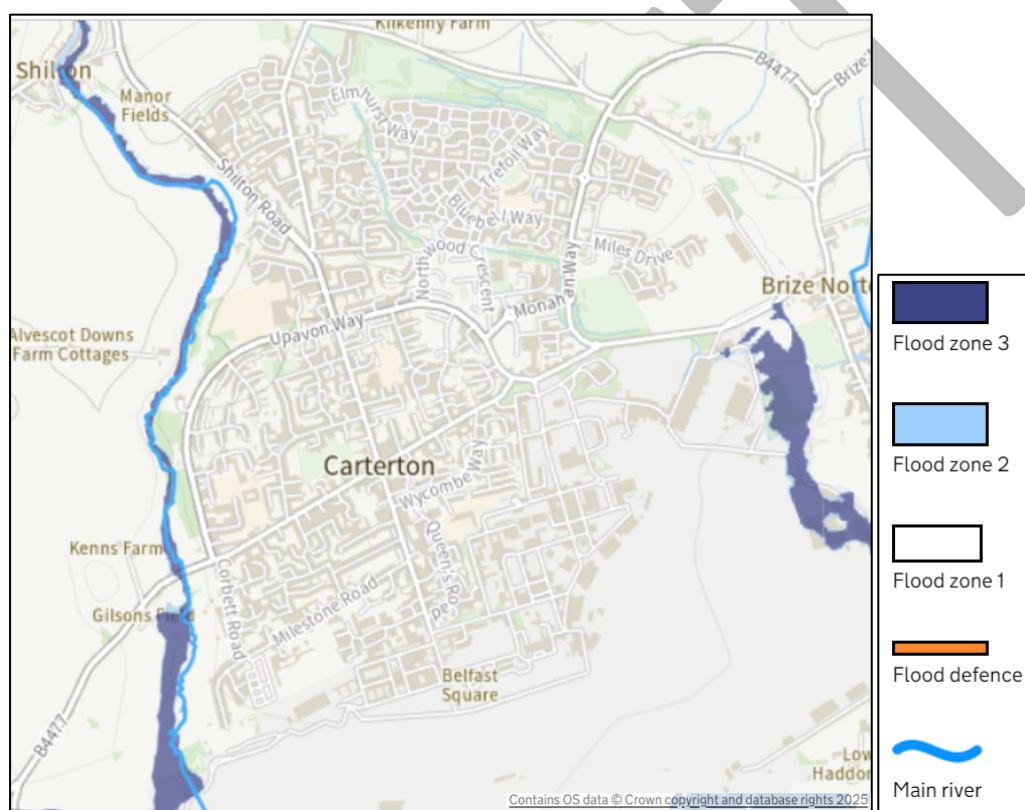 Kilkenny Farm
Shilton
B4477
Manor
Fields
Elmhurst Way
Trefoil Way
Shilton Road
Bluebell Way
Northwood Crescent
Miles Drive
Monahan Way
Brize
Upavon Way
Alvescot Downs
Farm Cottages
Carterton
Wycombe Way
Kenns Farm
Queen's Ro
Corbett Road
Gilsons Field
Milestone Road
Belfast
Square
B4477
Low
Contains OS data © Crown copyright and database rights 2025
Flood zone 3
Flood zone 2
Flood zone 1
Flood defence
Main river